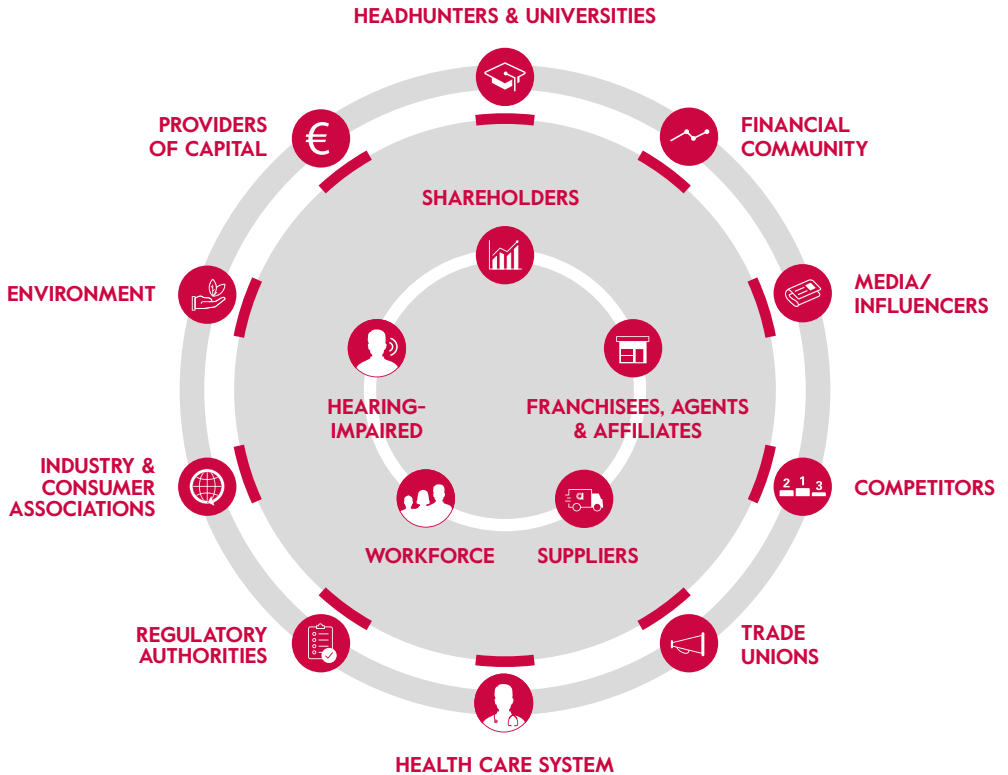 HEADHUNTERS & UNIVERSITIES
PROVIDERS
OF CAPITAL
€
FINANCIAL
COMMUNITY
SHAREHOLDERS
ENVIRONMENT
MEDIA/
INFLUENCERS
HEARING-
IMPAIRED
FRANCHISEES, AGENTS
& AFFILIATES
INDUSTRY &
CONSUMER
ASSOCIATIONS
2 1 3
COMPETITORS
a
WORKFORCE
SUPPLIERS
REGULATORY
AUTHORITIES
TRADE
UNIONS
HEALTH CARE SYSTEM